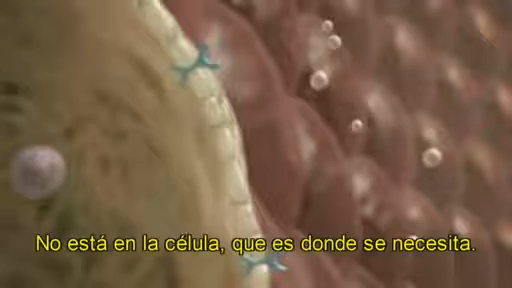 No está en la célula, que es donde se necesita.